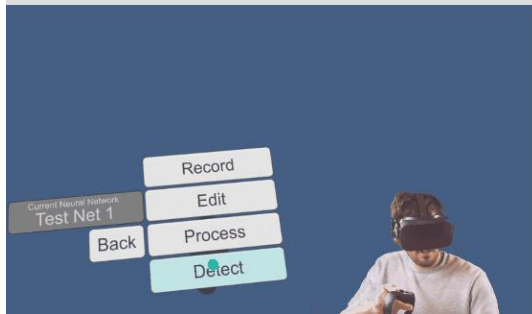 Record
Current Neural Network:
Test Net 1
Edit
Back
Process
Detect